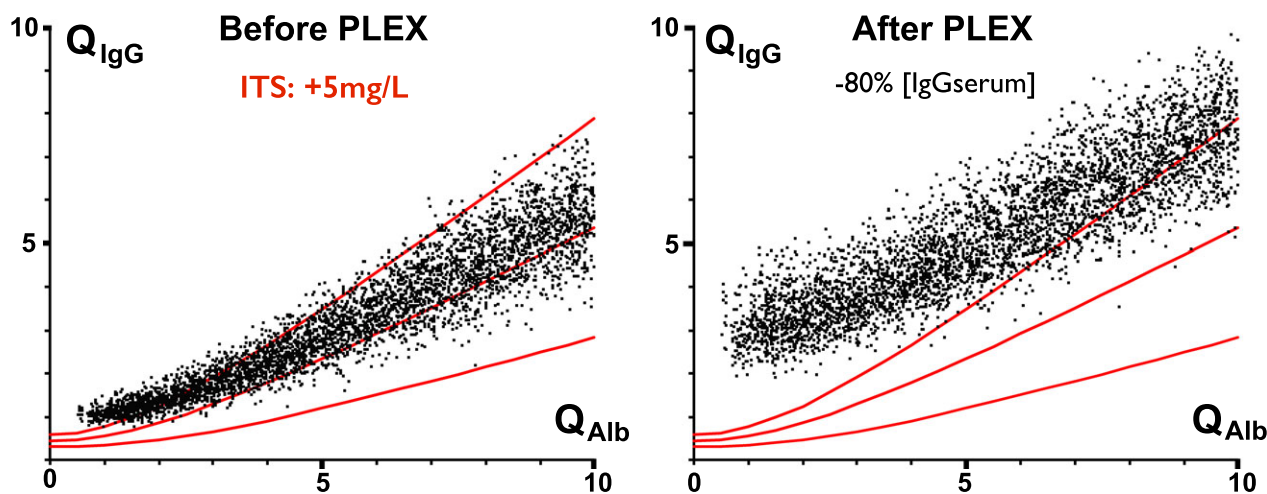 Before PLEX
ITS: +5mg/L
QIgG
10
5
0
5
10
QAlb
After PLEX
-80% [IgGserum]
QIgG
10
5
0
5
10
QAlb